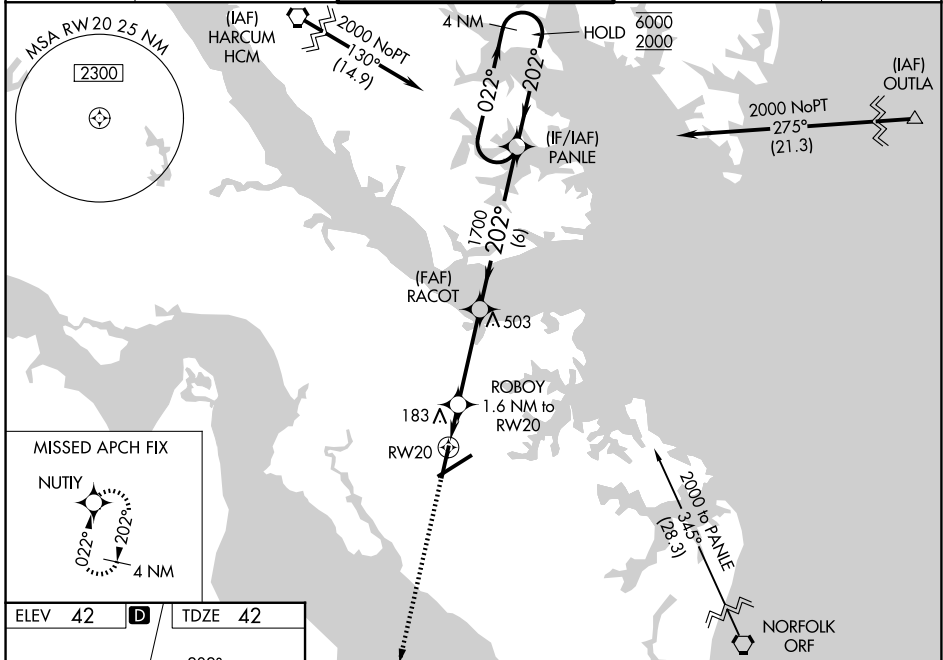 MSA RW20 25 NM
2300
(IAF)
HARCUM
HCM
2000 NoPT
130°
(14.9)
4 NM
HOLD
6000
2000
022°
202°
(IF/IAF)
PANLE
(IAF)
OUTLA
2000 NoPT
275°
(21.3)
1700
202°
(6)
(FAF)
RACOT
503
ROBOY
1.6 NM to
RW20
183
RW20
MISSED APCH FIX
NUTIY
022°
202°
4 NM
2000 to PANLE
345°
(28.3)
NORFOLK
ORF
ELEV 42
D
TDZE 42